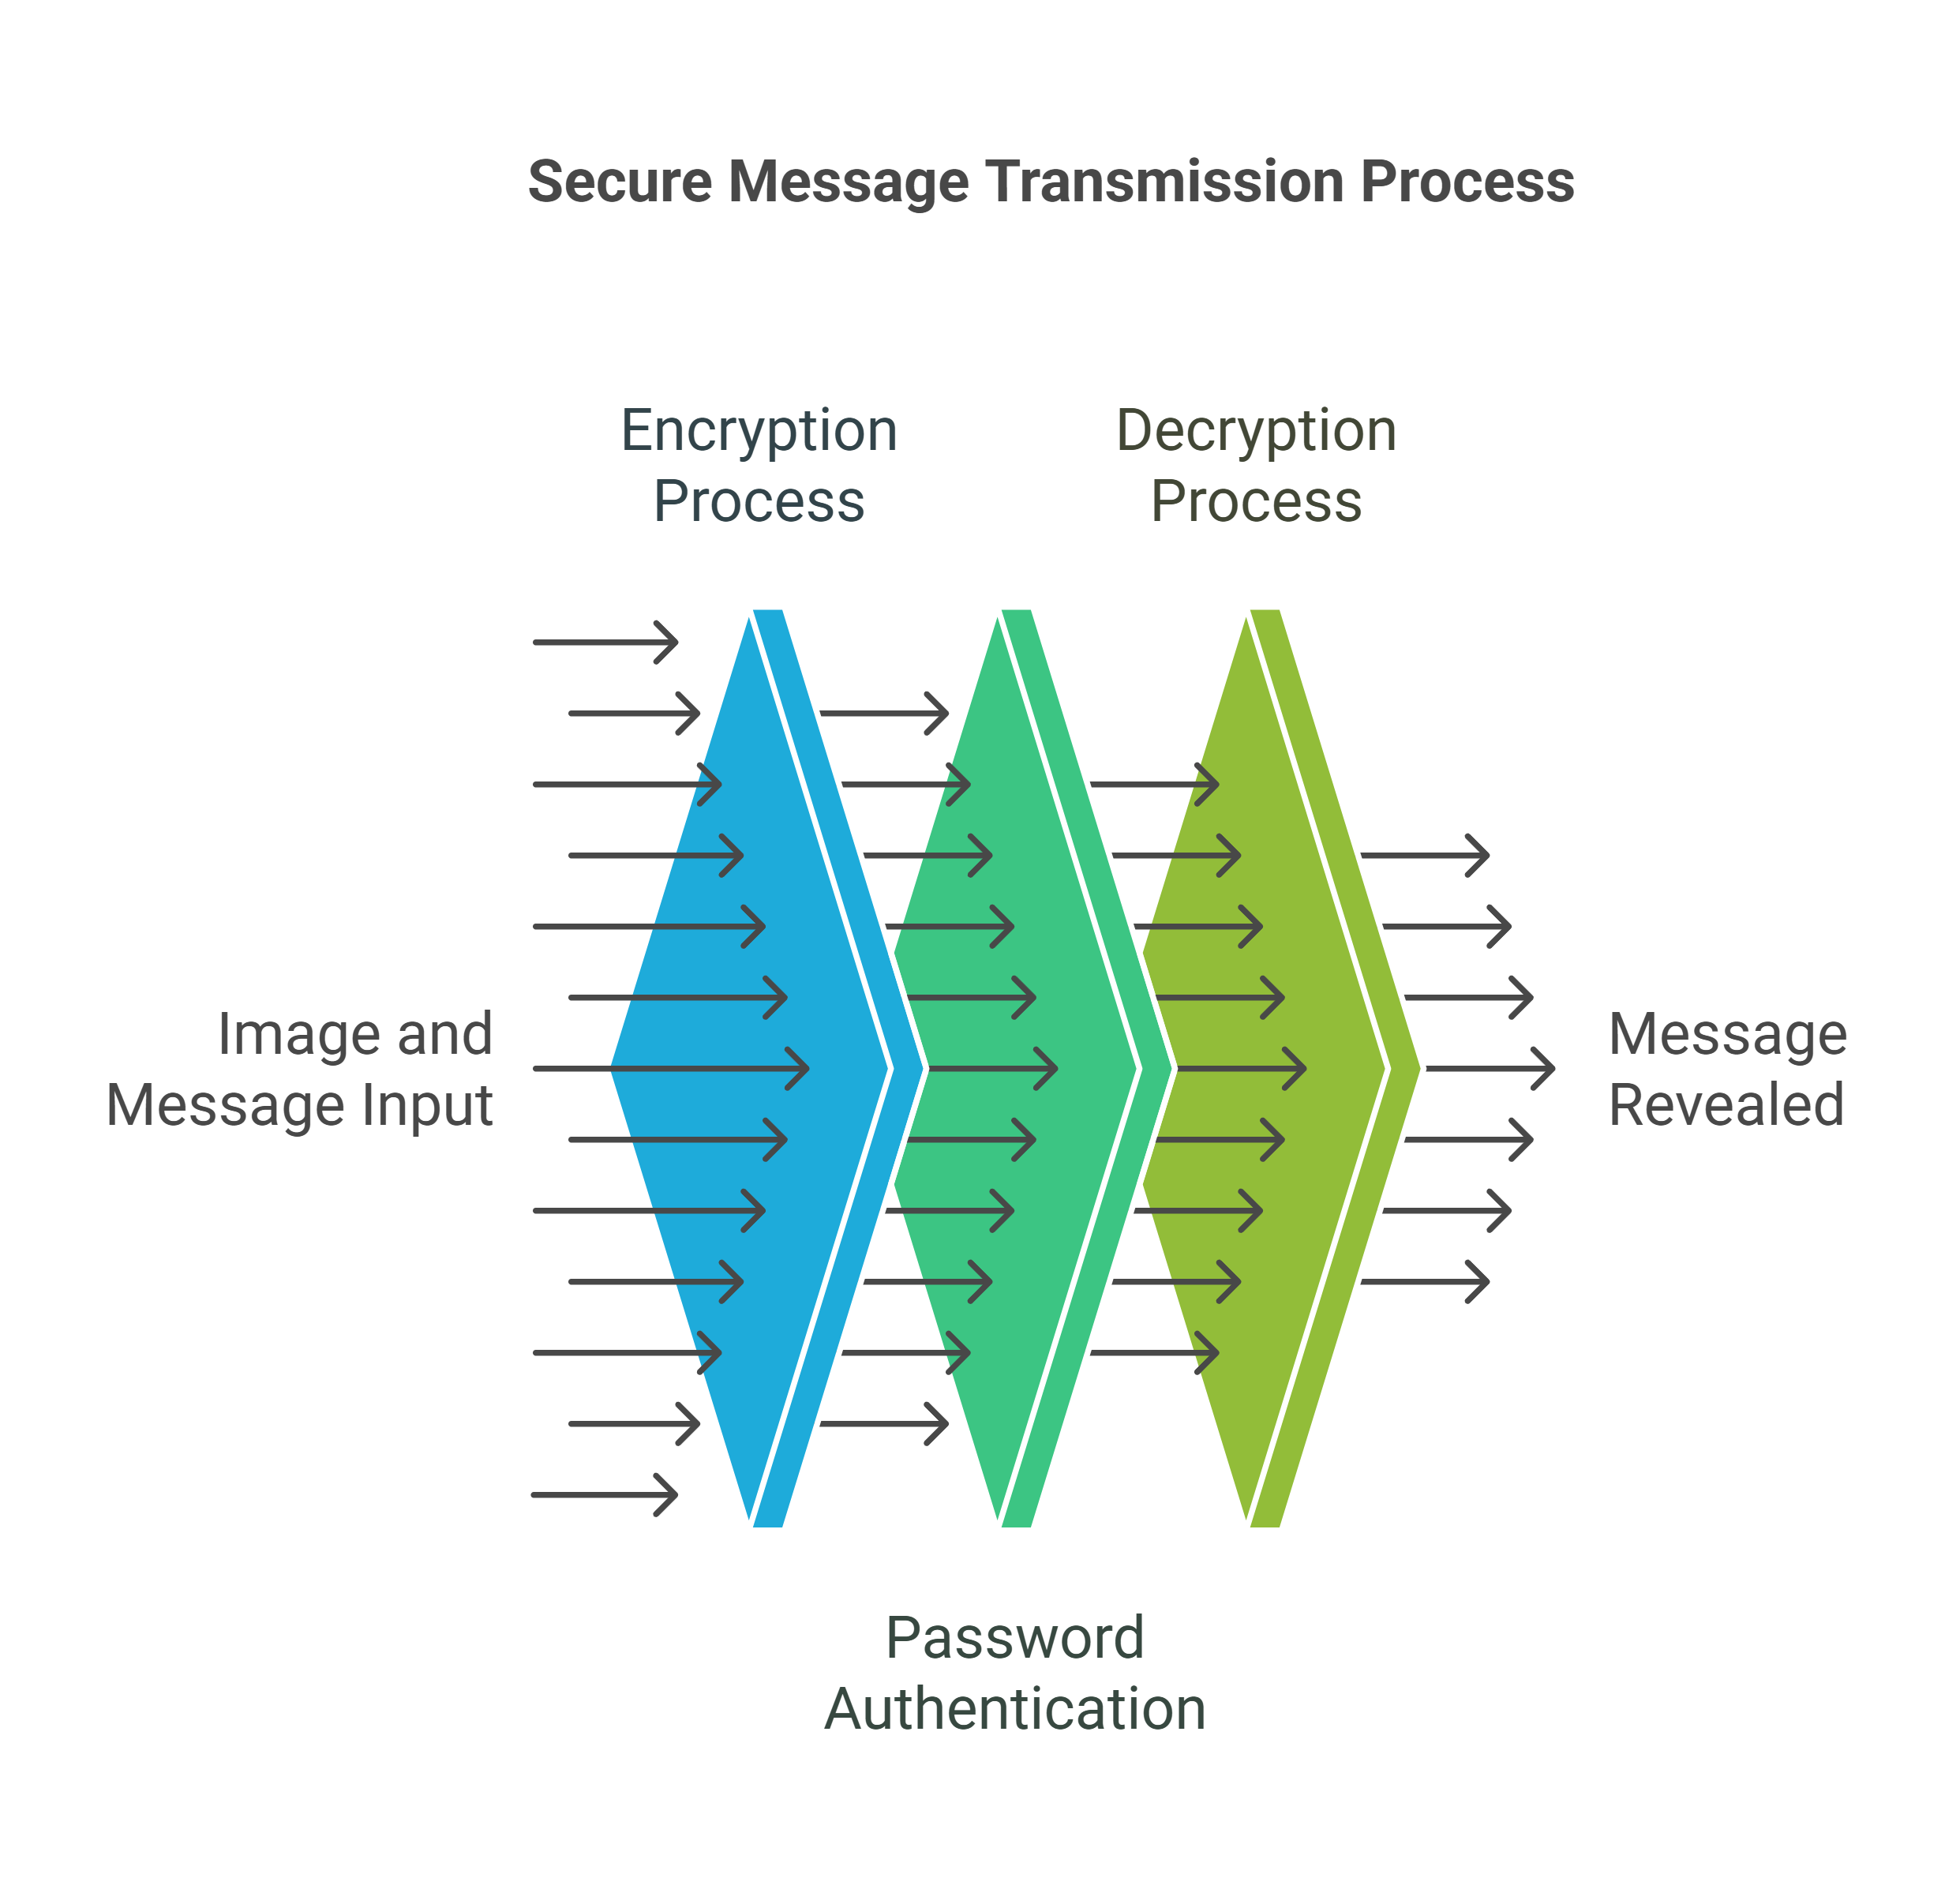 Secure Message Transmission Process
Encryption
Process
Decryption
Process
Image and
Message Input
Message
Revealed
Password
Authentication